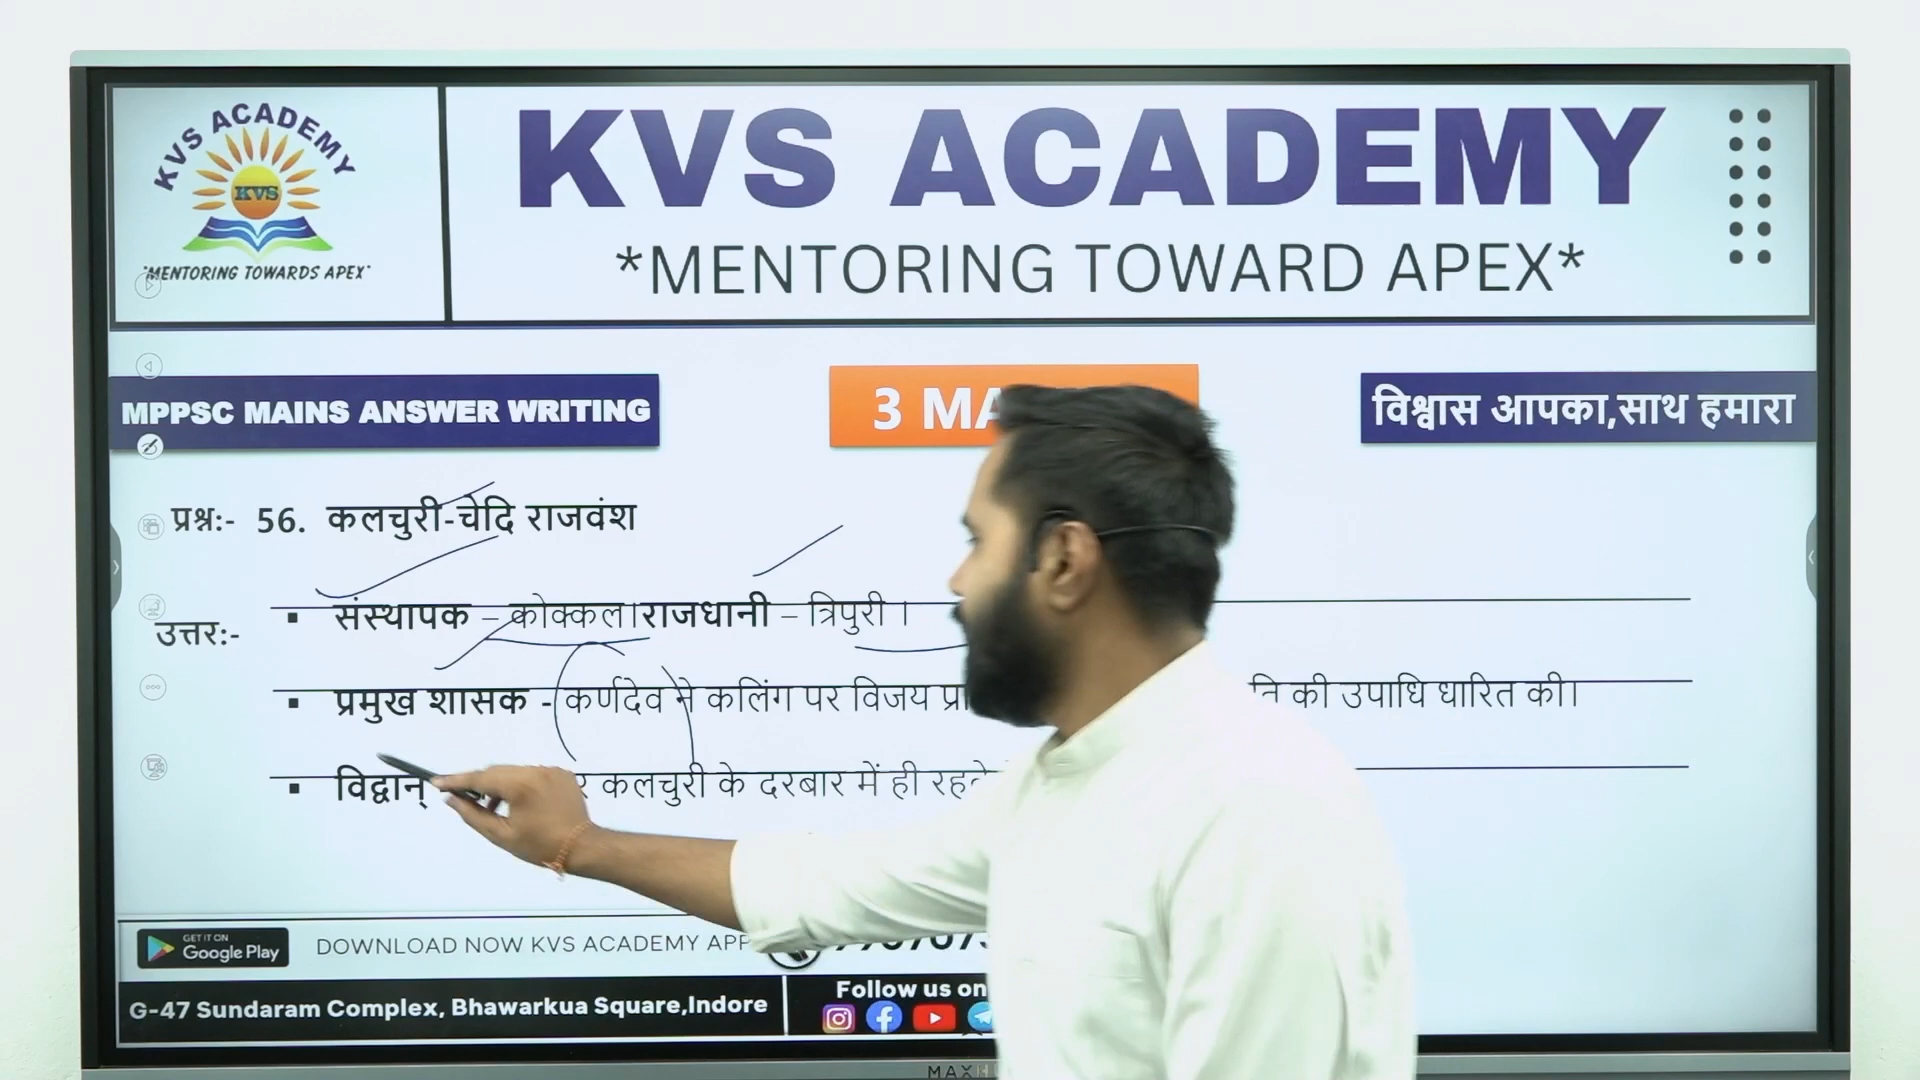 KVS ACADEMY
KVS
"MENTORING TOWARDS APEX"
KVS ACADEMY
*MENTORING TOWARD APEX*
MPPSC MAINS ANSWER WRITING
3 MA
विश्वास आपका,साथ हमारा
प्रश्न:- 56. कलचुरी-चेदि राजवंश
उत्तर:-
▪ संस्थापक – कोक्कल।राजधानी – त्रिपुरी ।
▪ प्रमुख शासक - कर्णदेव ने कलिंग पर विजय की उपाधि धारित की।
▪ विद्वान् कलचुरी के दरबार में ही
GET IT ON
Google Play
DOWNLOAD NOW KVS ACADEMY APP
G-47 Sundaram Complex, Bhawarkua Square,Indore
Follow us on